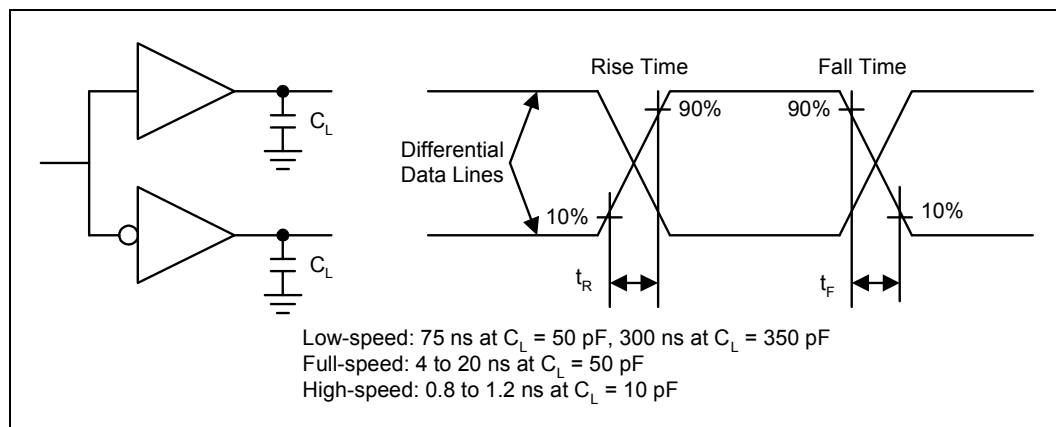 Rise Time
Fall Time
C_L
90%
90%
Differential
Data Lines
10%
10%
C_L
t_R
t_F
Low-speed: 75 ns at C_L = 50 pF, 300 ns at C_L = 350 pF
Full-speed: 4 to 20 ns at C_L = 50 pF
High-speed: 0.8 to 1.2 ns at C_L = 10 pF